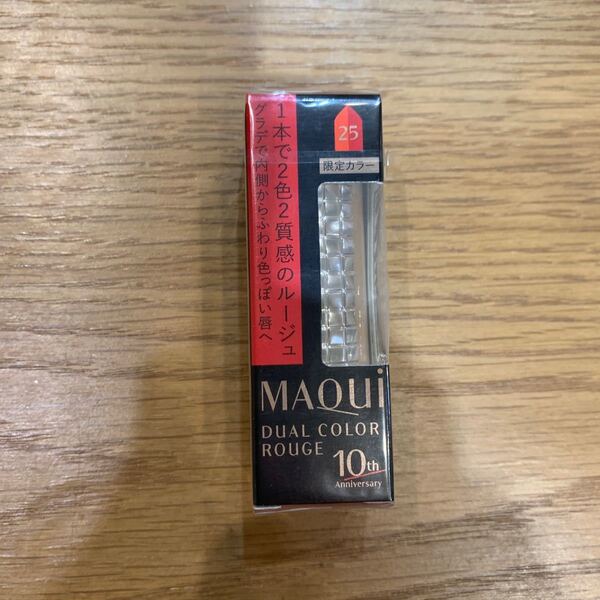 25
限定カラー
1本で2色2質感のルージュ
グラデで内側からふわり色っぽい唇へ
MAQUi
DUAL COLOR
ROUGE
10th
Anniversary